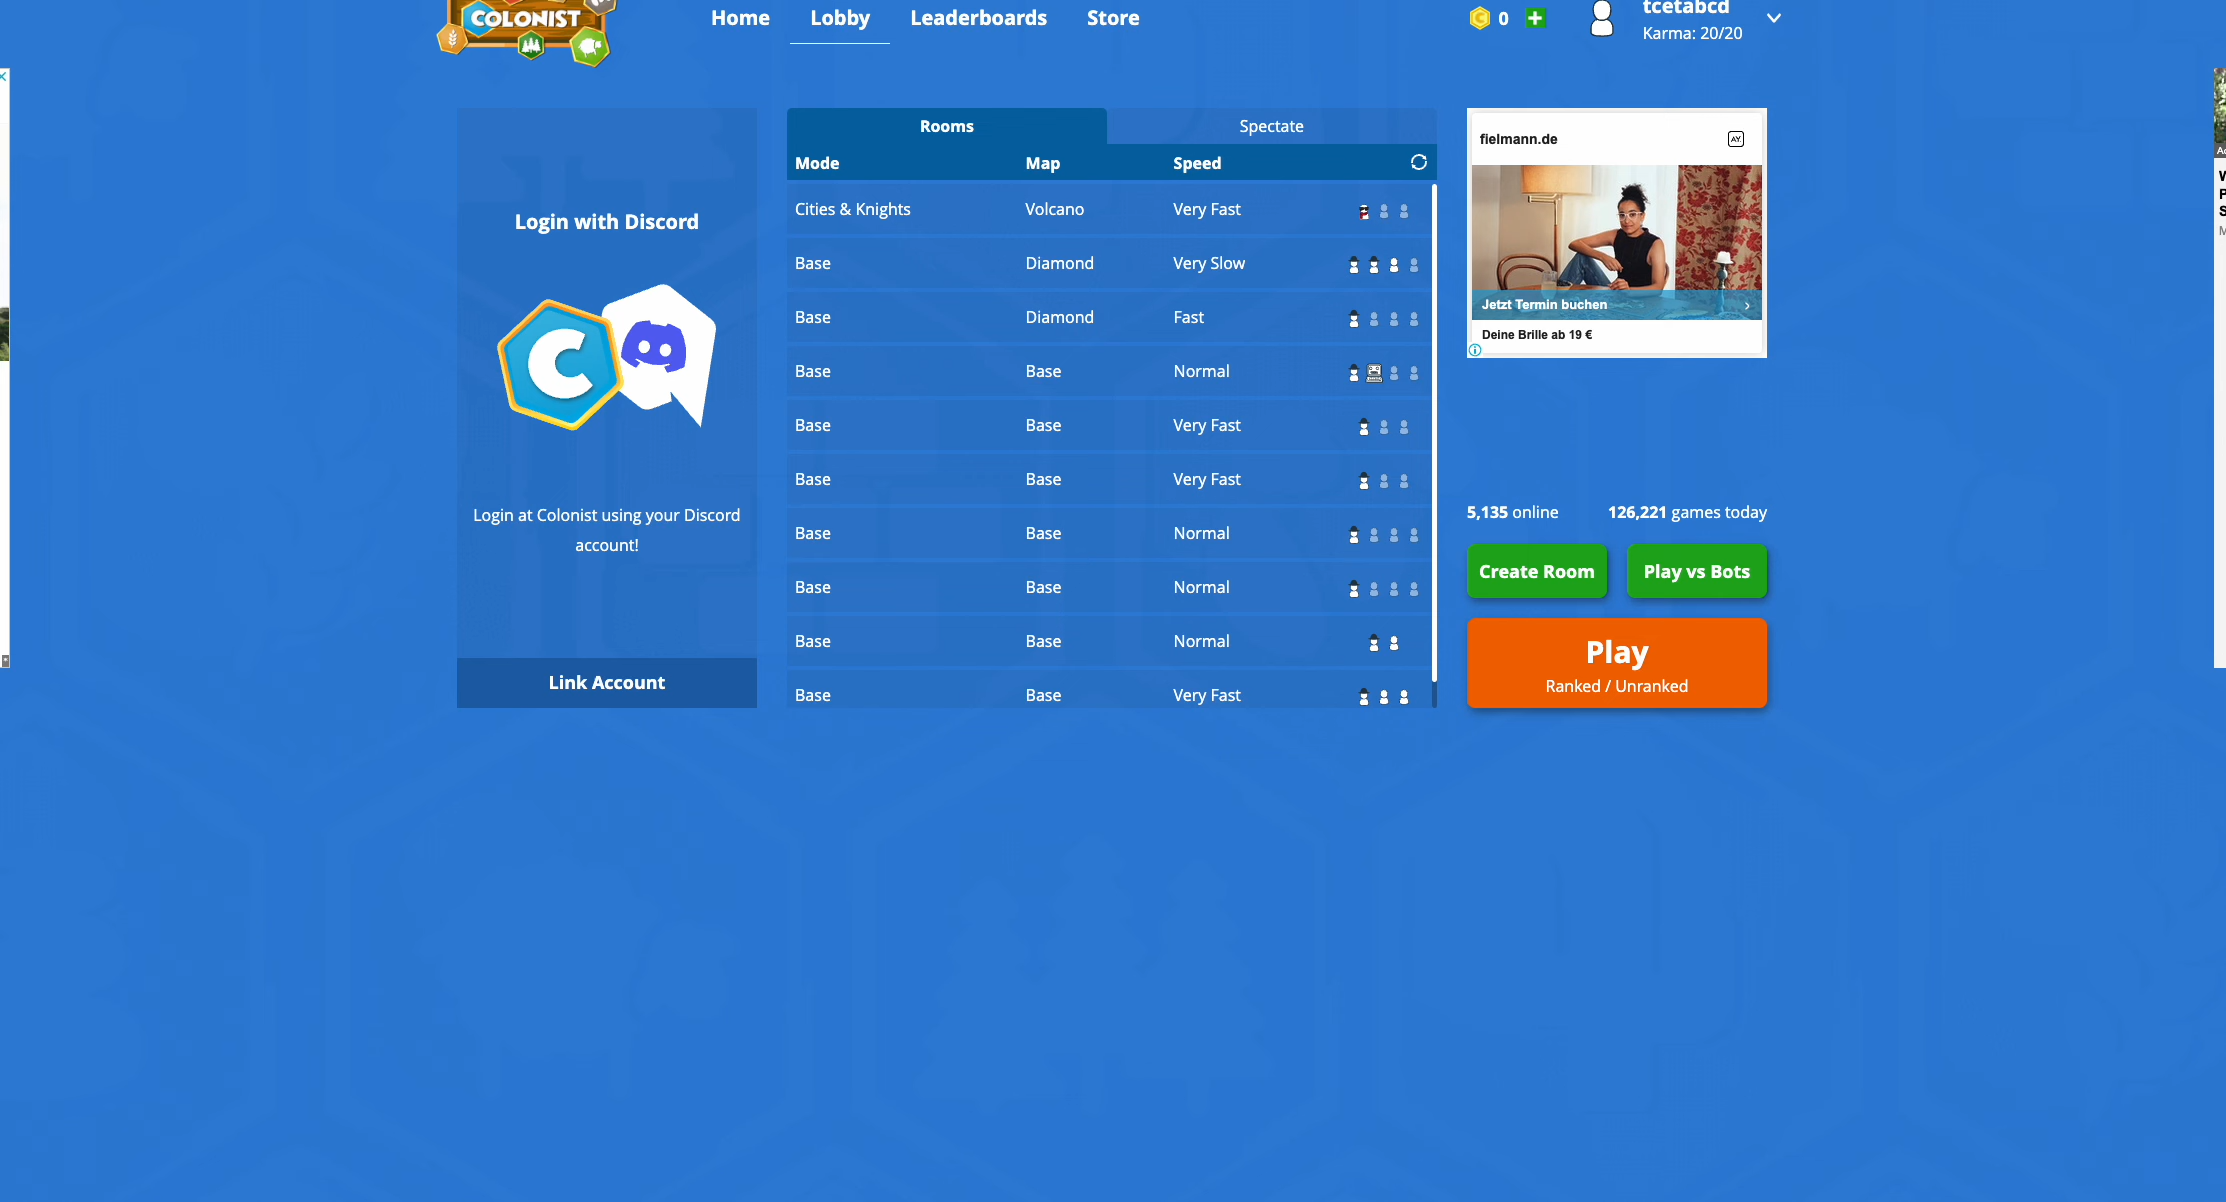 COLONIST
Home
Lobby
Leaderboards
Store
0
tcetabcd
Karma: 20/20
Login with Discord
Login at Colonist using your Discord
account!
Link Account
Rooms
Spectate
Mode Map Speed
Cities & Knights Volcano Very Fast
Base Diamond Very Slow
Base Diamond Fast
Base Base Normal
Base Base Very Fast
Base Base Very Fast
Base Base Normal
Base Base Normal
Base Base Normal
Base Base Very Fast
fielmann.de
AY.
Jetzt Termin buchen
Deine Brille ab 19 €
5,135 online
126,221 games today
Create Room
Play vs Bots
Play
Ranked / Unranked